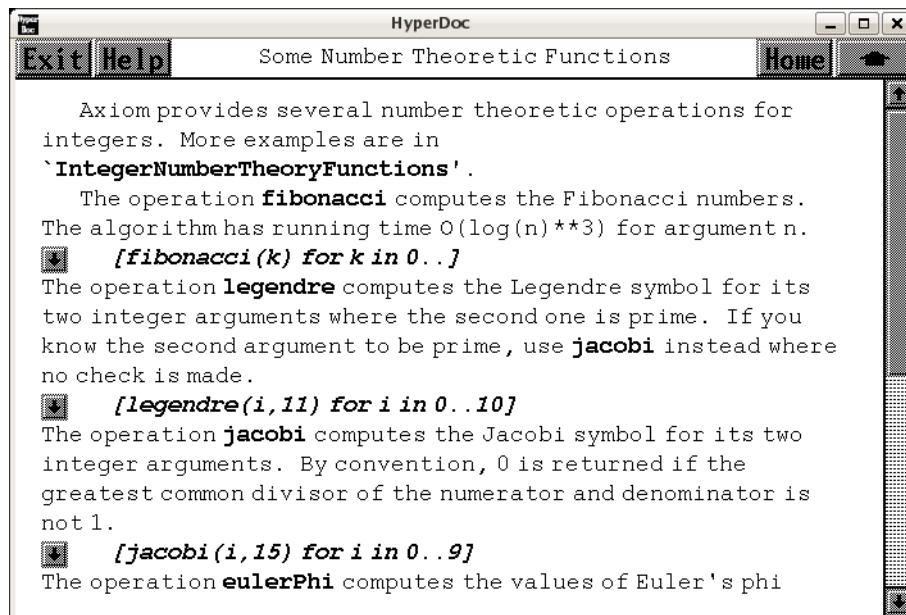 Hyper Doc
HyperDoc
Exit Help Some Number Theoretic Functions Home
Axiom provides several number theoretic operations for
integers. More examples are in
`IntegerNumberTheoryFunctions'.
The operation fibonacci computes the Fibonacci numbers.
The algorithm has running time O(log(n)**3) for argument n.
[fibonacci(k) for k in 0..]
The operation legendre computes the Legendre symbol for its
two integer arguments where the second one is prime. If you
know the second argument to be prime, use jacobi instead where
no check is made.
[legendre(i,11) for i in 0..10]
The operation jacobi computes the Jacobi symbol for its two
integer arguments. By convention, 0 is returned if the
greatest common divisor of the numerator and denominator is
not 1.
[jacobi(i,15) for i in 0..9]
The operation eulerPhi computes the values of Euler's phi